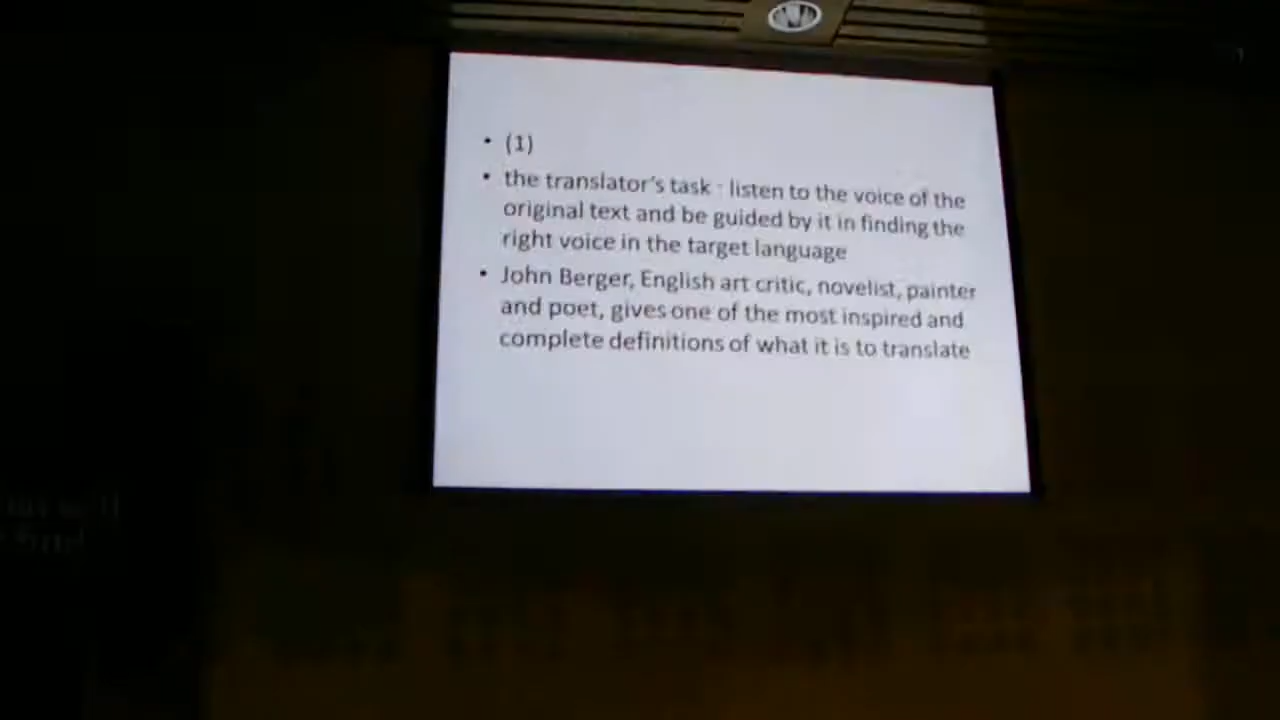 • (1)
• the translator's task : listen to the voice of the
original text and be guided by it in finding the
right voice in the target language
• John Berger, English art critic, novelist, painter
and poet, gives one of the most inspired and
complete definitions of what it is to translate